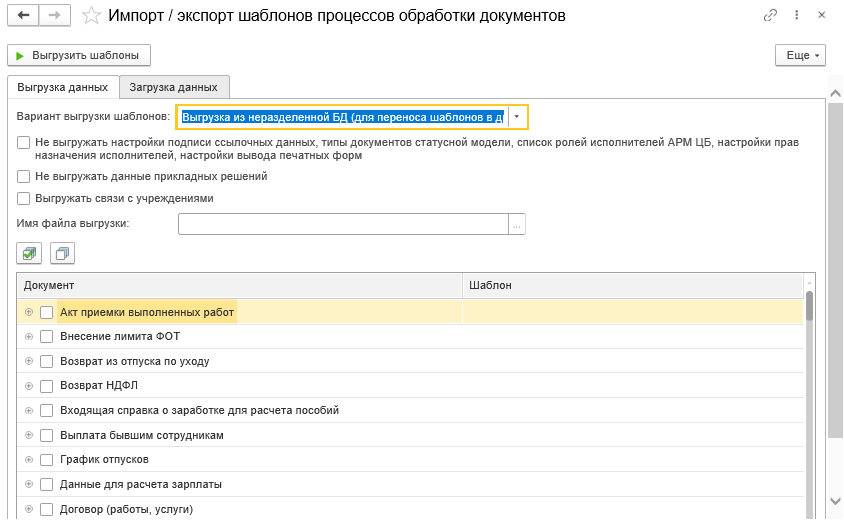 Импорт / экспорт шаблонов процессов обработки документов
Выгрузить шаблоны
Еще
Выгрузка данных
Загрузка данных
Вариант выгрузки шаблонов:
Выгрузка из неразделенной БД (для переноса шаблонов в д
Не выгружать настройки подписи ссылочных данных, типы документов статусной модели, список ролей исполнителей АРМ ЦБ, настройки прав
назначения исполнителей, настройки вывода печатных форм
Не выгружать данные прикладных решений
Выгружать связи с учреждениями
Имя файла выгрузки:
...
Документ
Шаблон
Акт приемки выполненных работ
Внесение лимита ФОТ
Возврат из отпуска по уходу
Возврат НДФЛ
Входящая справка о заработке для расчета пособий
Выплата бывшим сотрудникам
График отпусков
Данные для расчета зарплаты
Договор (работы, услуги)